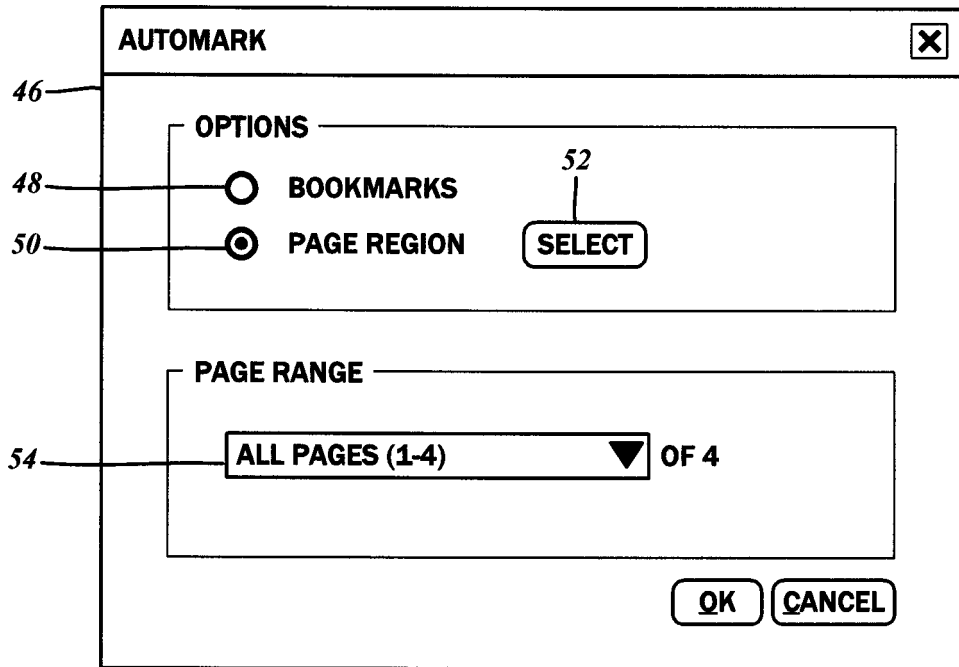 AUTOMARK
46
OPTIONS
52
48 BOOKMARKS
50 PAGE REGION SELECT
PAGE RANGE
54 ALL PAGES (1-4) OF 4
OK CANCEL